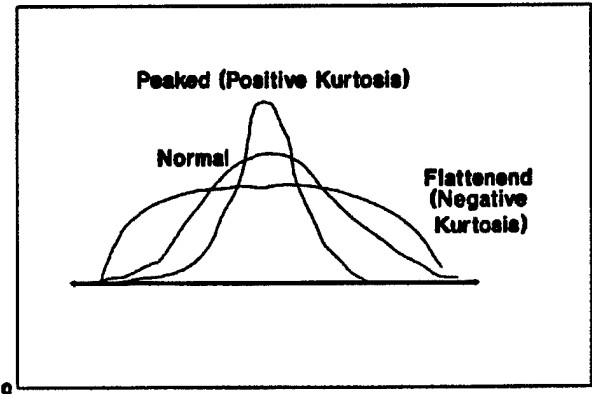 Peaked (Positive Kurtosis)
Normal
Flattenend
(Negative
Kurtosis)